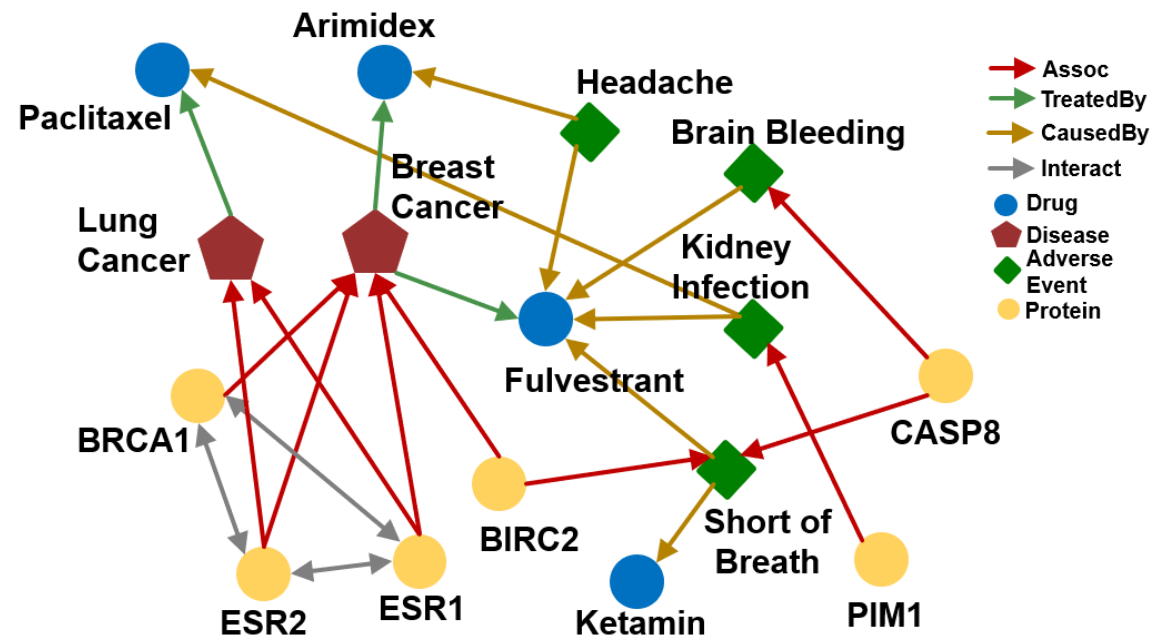 Arimidex
Paclitaxel
Headache
Brain Bleeding
Breast
Cancer
Lung
Cancer
Kidney
Infection
Fulvestrant
BRCA1
CASP8
BIRC2
Short of
Breath
ESR2
ESR1
Ketamin
PIM1
Assoc
TreatedBy
CausedBy
Interact
Drug
Disease
Adverse
Event
Protein